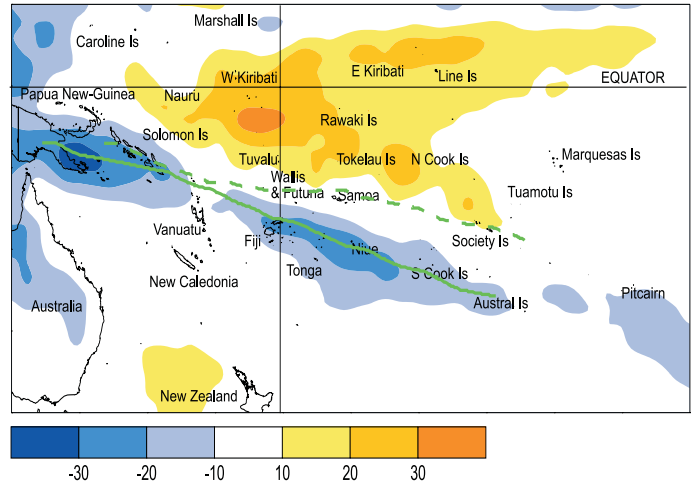 Marshall Is
Caroline Is
E Kiribati
W Kiribati
Line Is
EQUATOR
Papua New-Guinea
Nauru
Rawaki Is
Solomon Is
Tuvalu
Tokelau Is
N Cook Is
Marquesas Is
Wallis
& Futuna
Samoa
Tuamotu Is
Vanuatu
Fiji
Society Is
Niue
Tonga
S Cook Is
New Caledonia
Pitcairn
Australia
Austral Is
New Zealand
-30 -20 -10 10 20 30